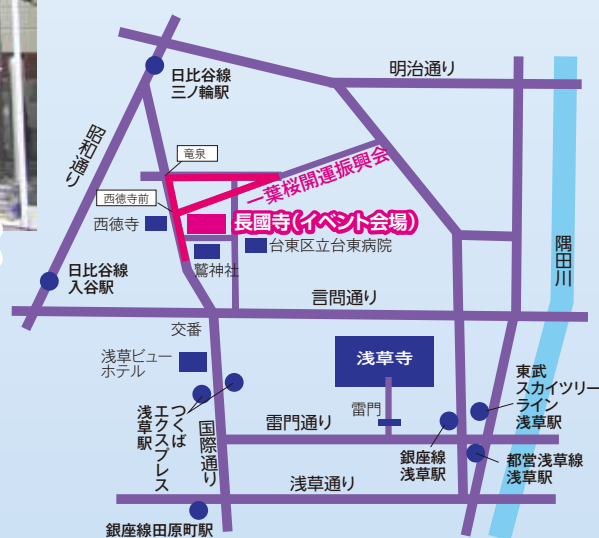 明治通り
日比谷線
三ノ輪駅
昭和通り
竜泉
一葉桜開運振興会
西徳寺前
西徳寺
長國寺(イベント会場)
台東区立台東病院
鷲神社
隅田川
日比谷線
入谷駅
言問通り
交番
浅草ビュー
ホテル
浅草寺
東武
スカイツリー
ライン
浅草駅
雷門
つくば
エクスプレス
浅草駅
国際通り
雷門通り
銀座線
浅草駅
都営浅草線
浅草駅
浅草通り
銀座線田原町駅